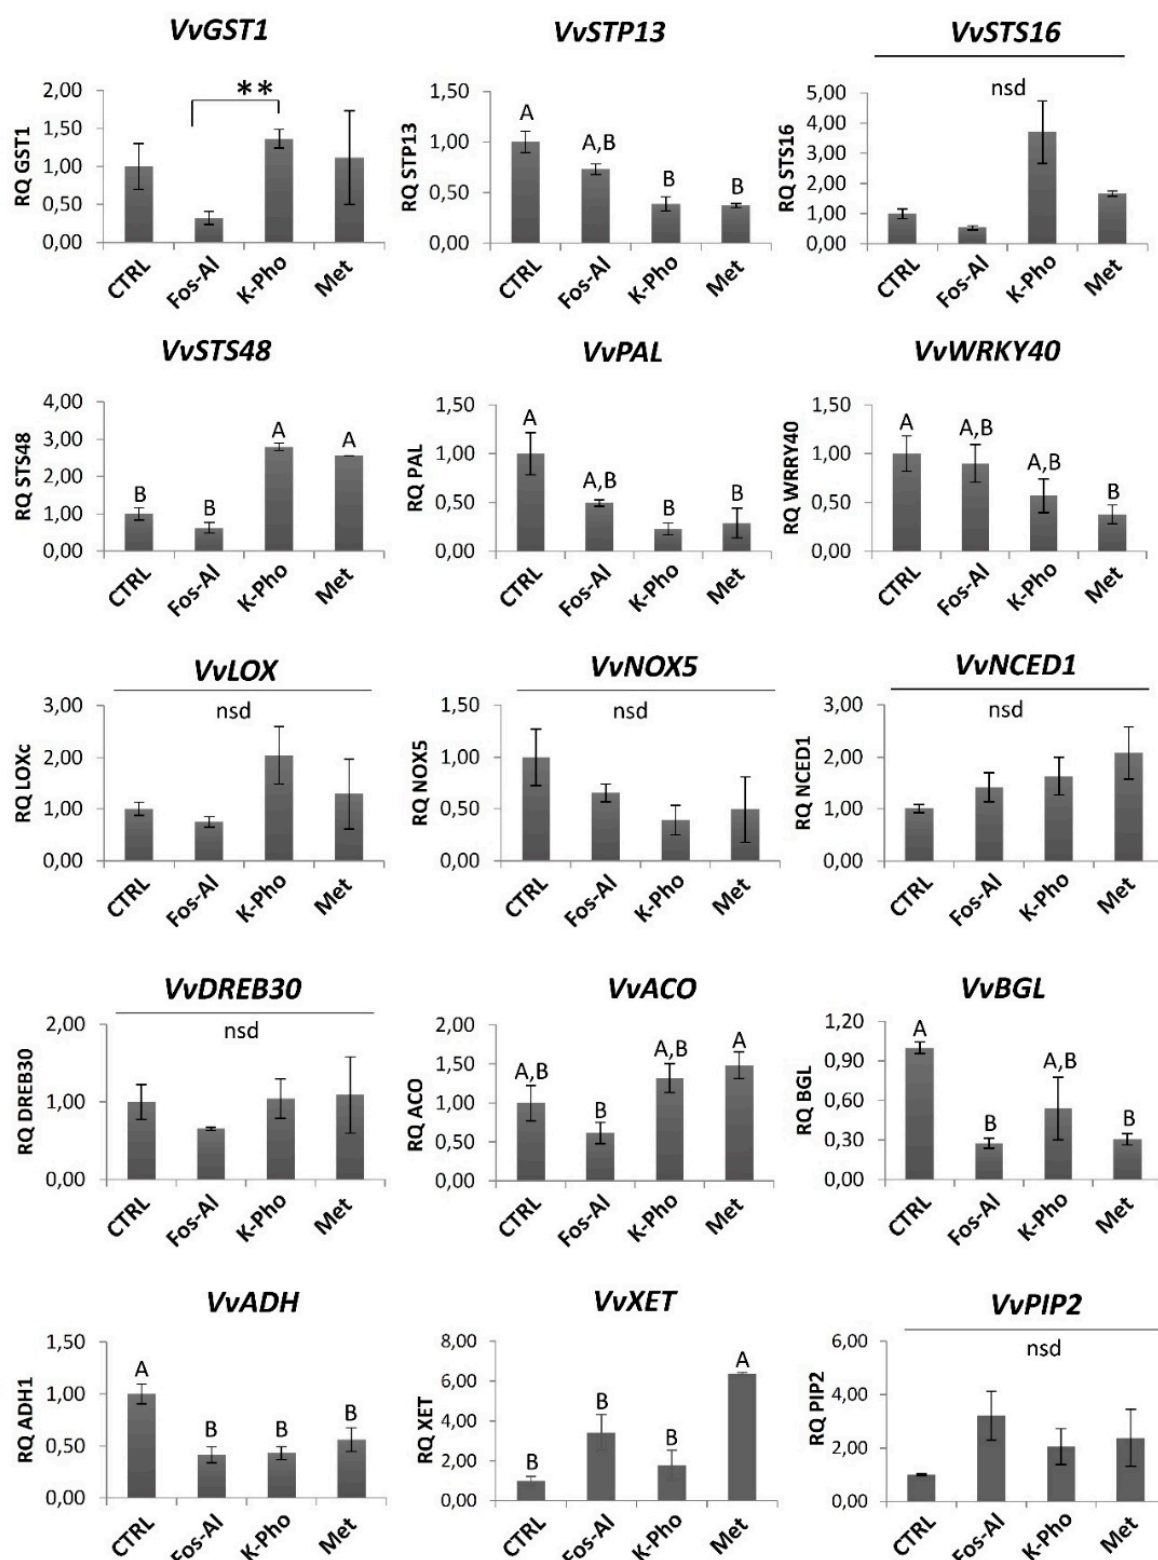 VvGST1
RQ GST1
2,00
1,50
1,00
0,50
0,00
**
CTRL
Fos-Al
K-Pho
Met
VvSTP13
RQ STP13
1,50
1,00
0,50
0,00
A
A,B
B
B
CTRL
Fos-Al
K-Pho
Met
VvSTS16
nsd
RQ STS16
5,00
4,00
3,00
2,00
1,00
0,00
CTRL
Fos-Al
K-Pho
Met
VvSTS48
RQ STS48
4,00
3,00
2,00
1,00
0,00
B
B
A
A
CTRL
Fos-Al
K-Pho
Met
VvPAL
RQ PAL
1,50
1,00
0,50
0,00
A
A,B
B
B
CTRL
Fos-Al
K-Pho
Met
VvWRKY40
RQ WRRY40
1,50
1,00
0,50
0,00
A
A,B
A,B
B
CTRL
Fos-Al
K-Pho
Met
VvLOX
nsd
RQ LOXc
3,00
2,00
1,00
0,00
CTRL
Fos-Al
K-Pho
Met
VvNOX5
nsd
RQ NOX5
1,50
1,00
0,50
0,00
CTRL
Fos-Al
K-Pho
Met
VvNCED1
nsd
RQ NCED1
3,00
2,00
1,00
0,00
CTRL
Fos-Al
K-Pho
Met
VvDREB30
nsd
RQ DREB30
2,00
1,00
0,00
CTRL
Fos-Al
K-Pho
Met
VvACO
RQ ACO
2,00
1,50
1,00
0,50
0,00
A,B
B
A,B
A
CTRL
Fos-Al
K-Pho
Met
VvBGL
RQ BGL
1,20
0,90
0,60
0,30
0,00
A
B
A,B
B
CTRL
Fos-Al
K-Pho
Met
VvADH
RQ ADH1
1,50
1,00
0,50
0,00
A
B
B
B
CTRL
Fos-Al
K-Pho
Met
VvXET
RQ XET
8,00
6,00
4,00
2,00
0,00
B
B
B
A
CTRL
Fos-Al
K-Pho
Met
VvPIP2
nsd
RQ PIP2
6,00
4,00
2,00
0,00
CTRL
Fos-Al
K-Pho
Met